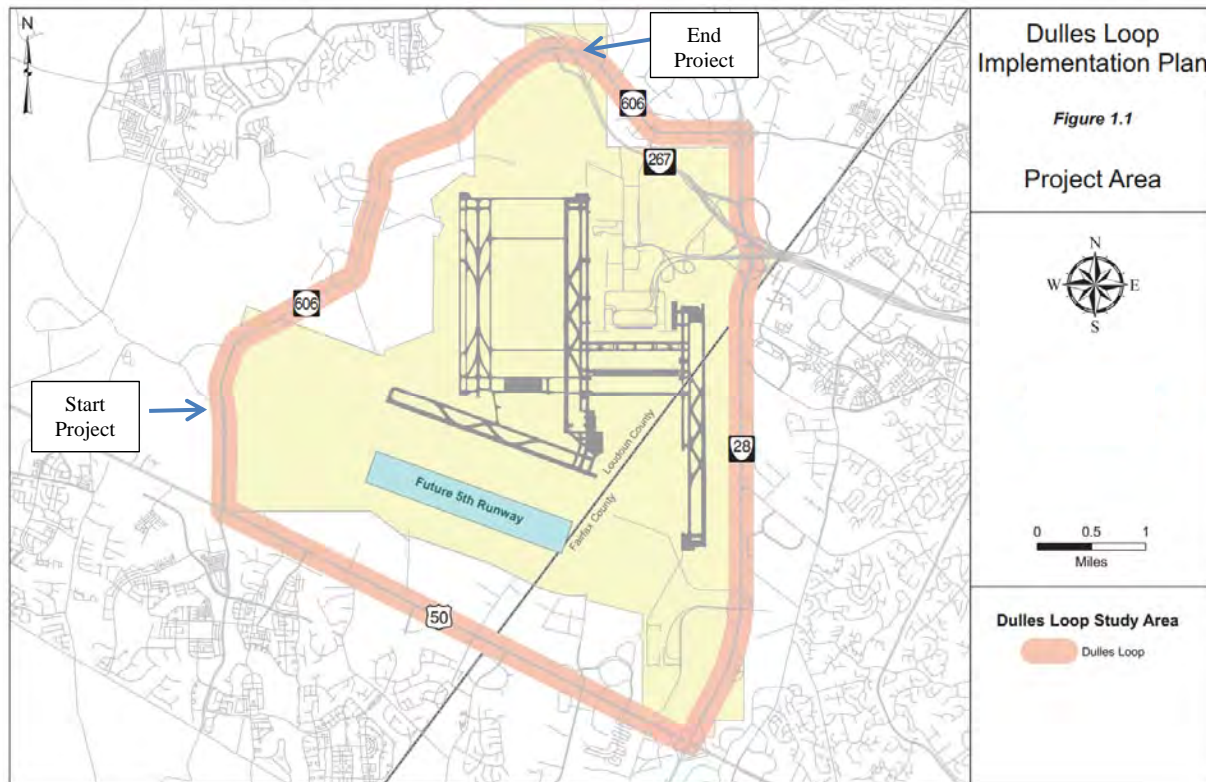 N
End
Project
606
267
606
Start
Project
Loudoun County
28
Future 5th Runway
Fairfax County
50
Dulles Loop
Implementation Plan
Figure 1.1
Project Area
N
W
E
S
0
0.5
1
Miles
Dulles Loop Study Area
Dulles Loop